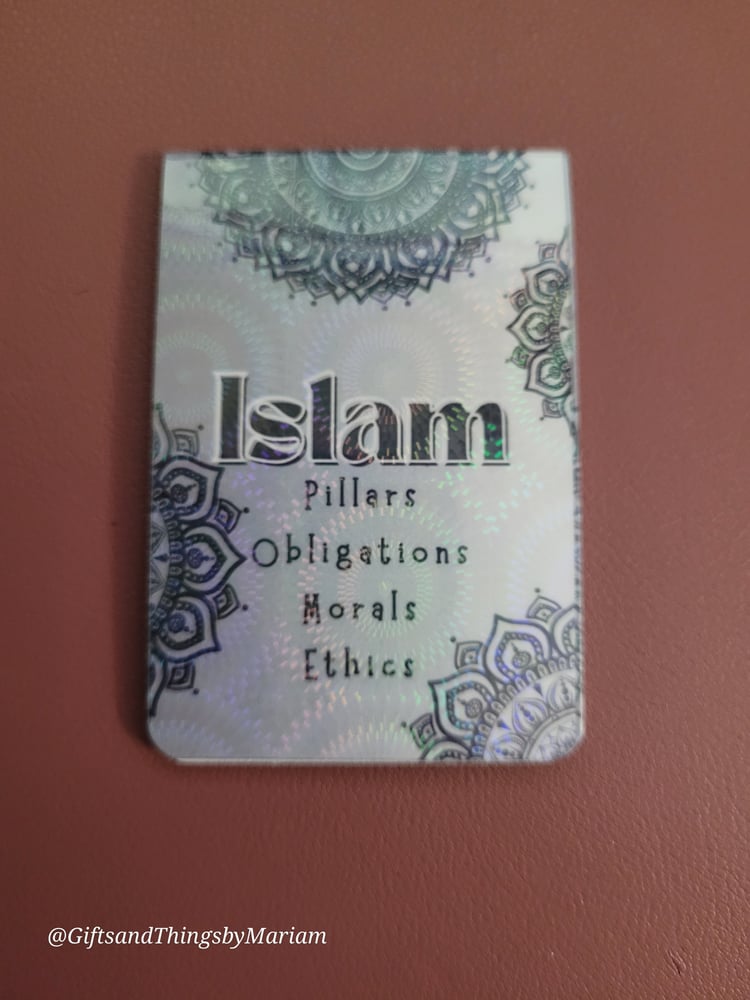 Islam
Pillars
Obligations
Morals
Ethics
@GiftsandThingsbyMariam